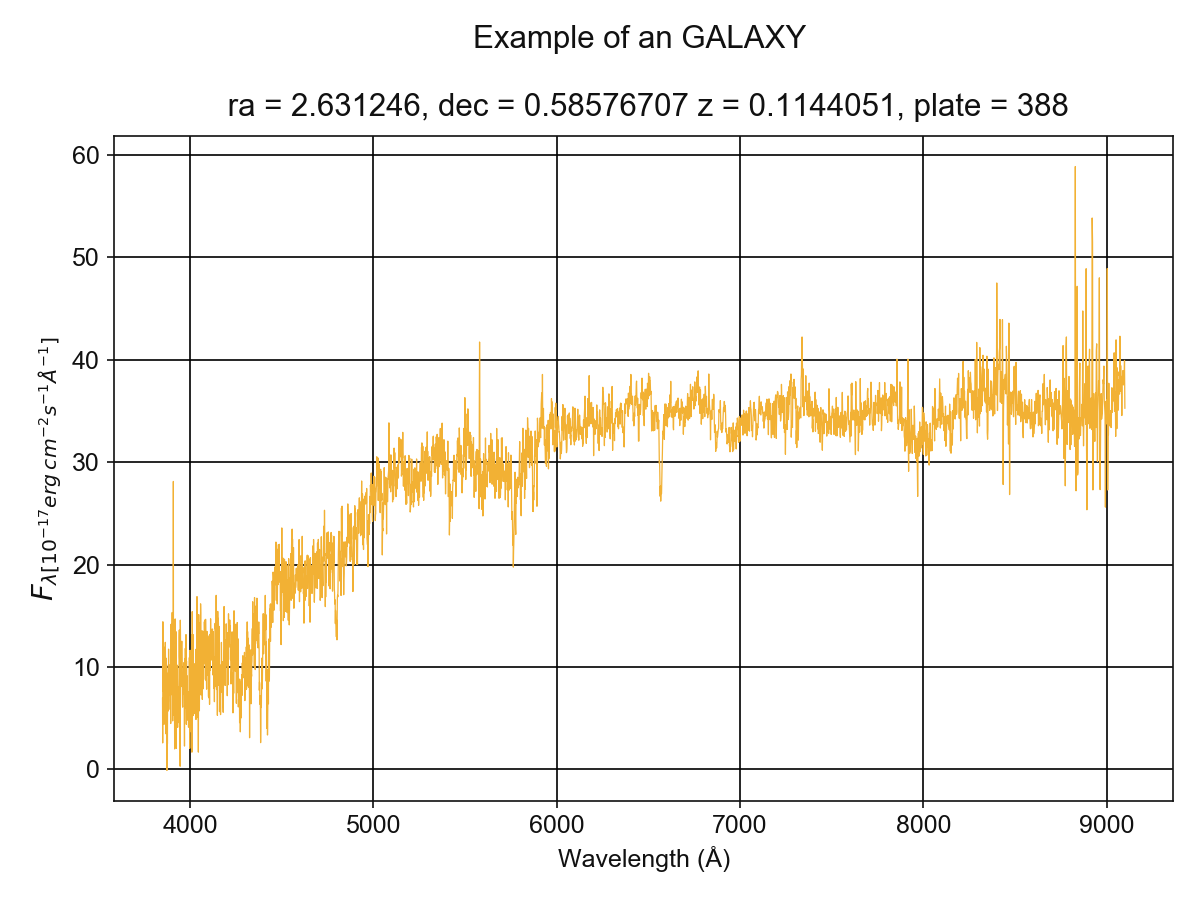 Example of an GALAXY
ra = 2.631246, dec = 0.58576707 z = 0.1144051, plate = 388
60
50
40
30
20
10
0
F_λ[10⁻¹⁷erg cm⁻²s⁻¹Å⁻¹]
4000 5000 6000 7000 8000 9000
Wavelength (Å)